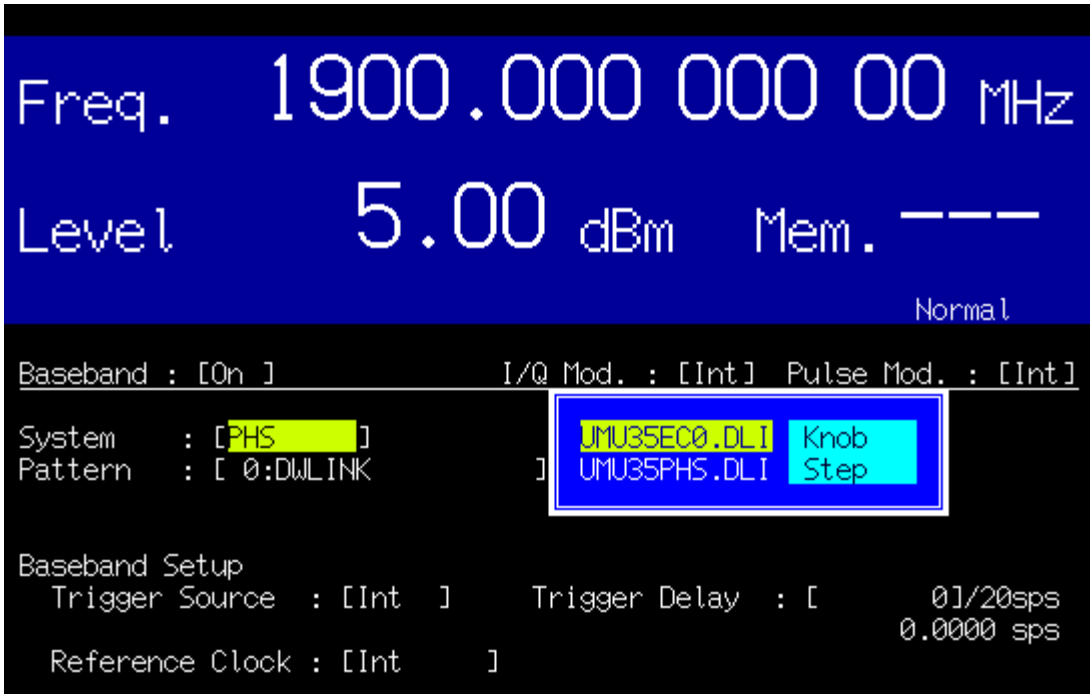 Freq. 1900.000 000 00 MHz
Level 5.00 dBm Mem.---
Normal
Baseband : [On ] I/Q Mod. : [Int] Pulse Mod. : [Int]
System : [PHS ] UMU35EC0.DLI Knob
Pattern : [ 0:DWLINK ] UMU35PHS.DLI Step
Baseband Setup
Trigger Source : [Int ] Trigger Delay : [ 0]/20sps
0.0000 sps
Reference Clock : [Int ]